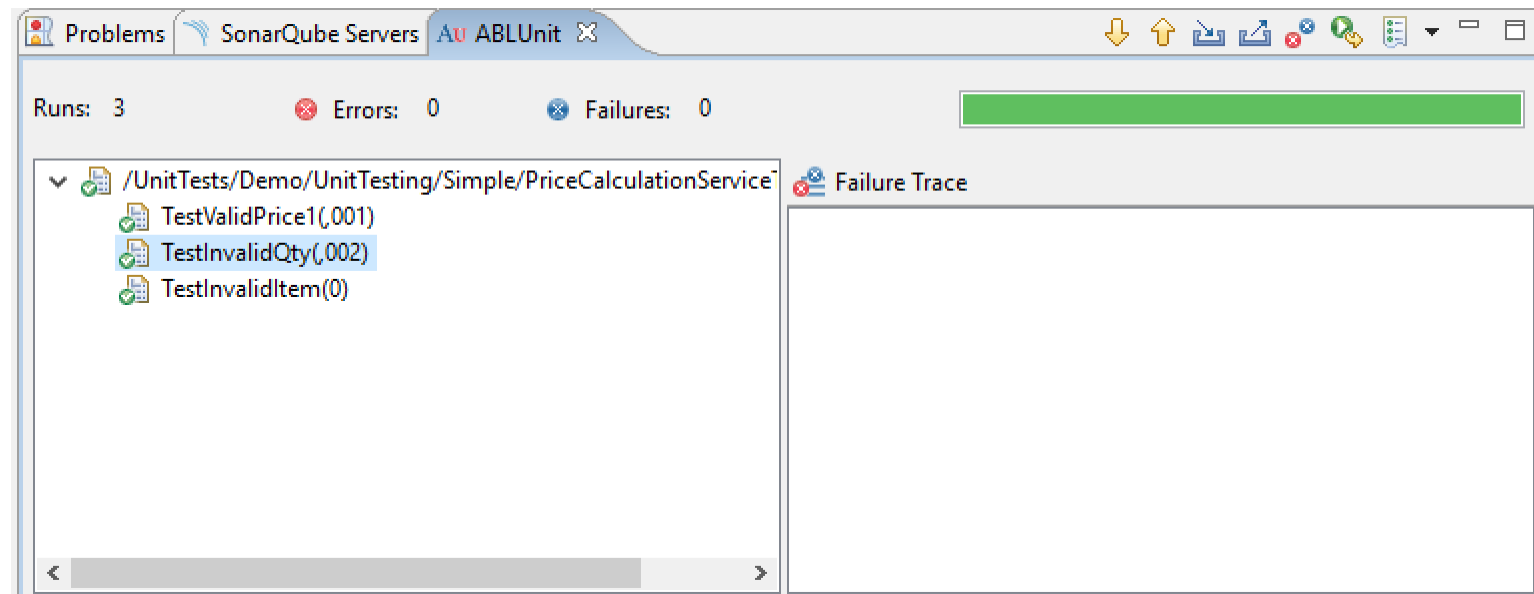 Problems SonarQube Servers Au ABLUnit
Runs: 3 Errors: 0 Failures: 0
/UnitTests/Demo/UnitTesting/Simple/PriceCalculationService
Failure Trace
TestValidPrice1(,001)
TestInvalidQty(,002)
TestInvalidItem(0)